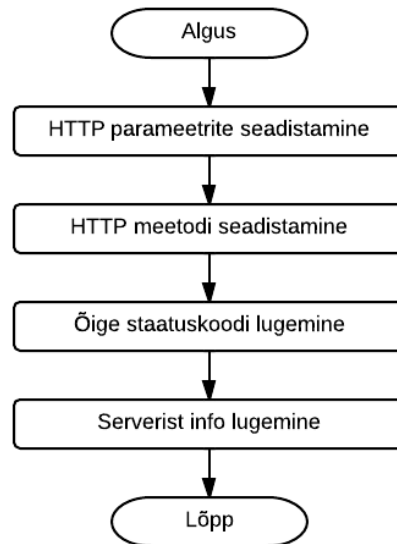 Algus
HTTP parameetrite seadistamine
HTTP meetodi seadistamine
Õige staatuskoodi lugemine
Serverist info lugemine
Lõpp